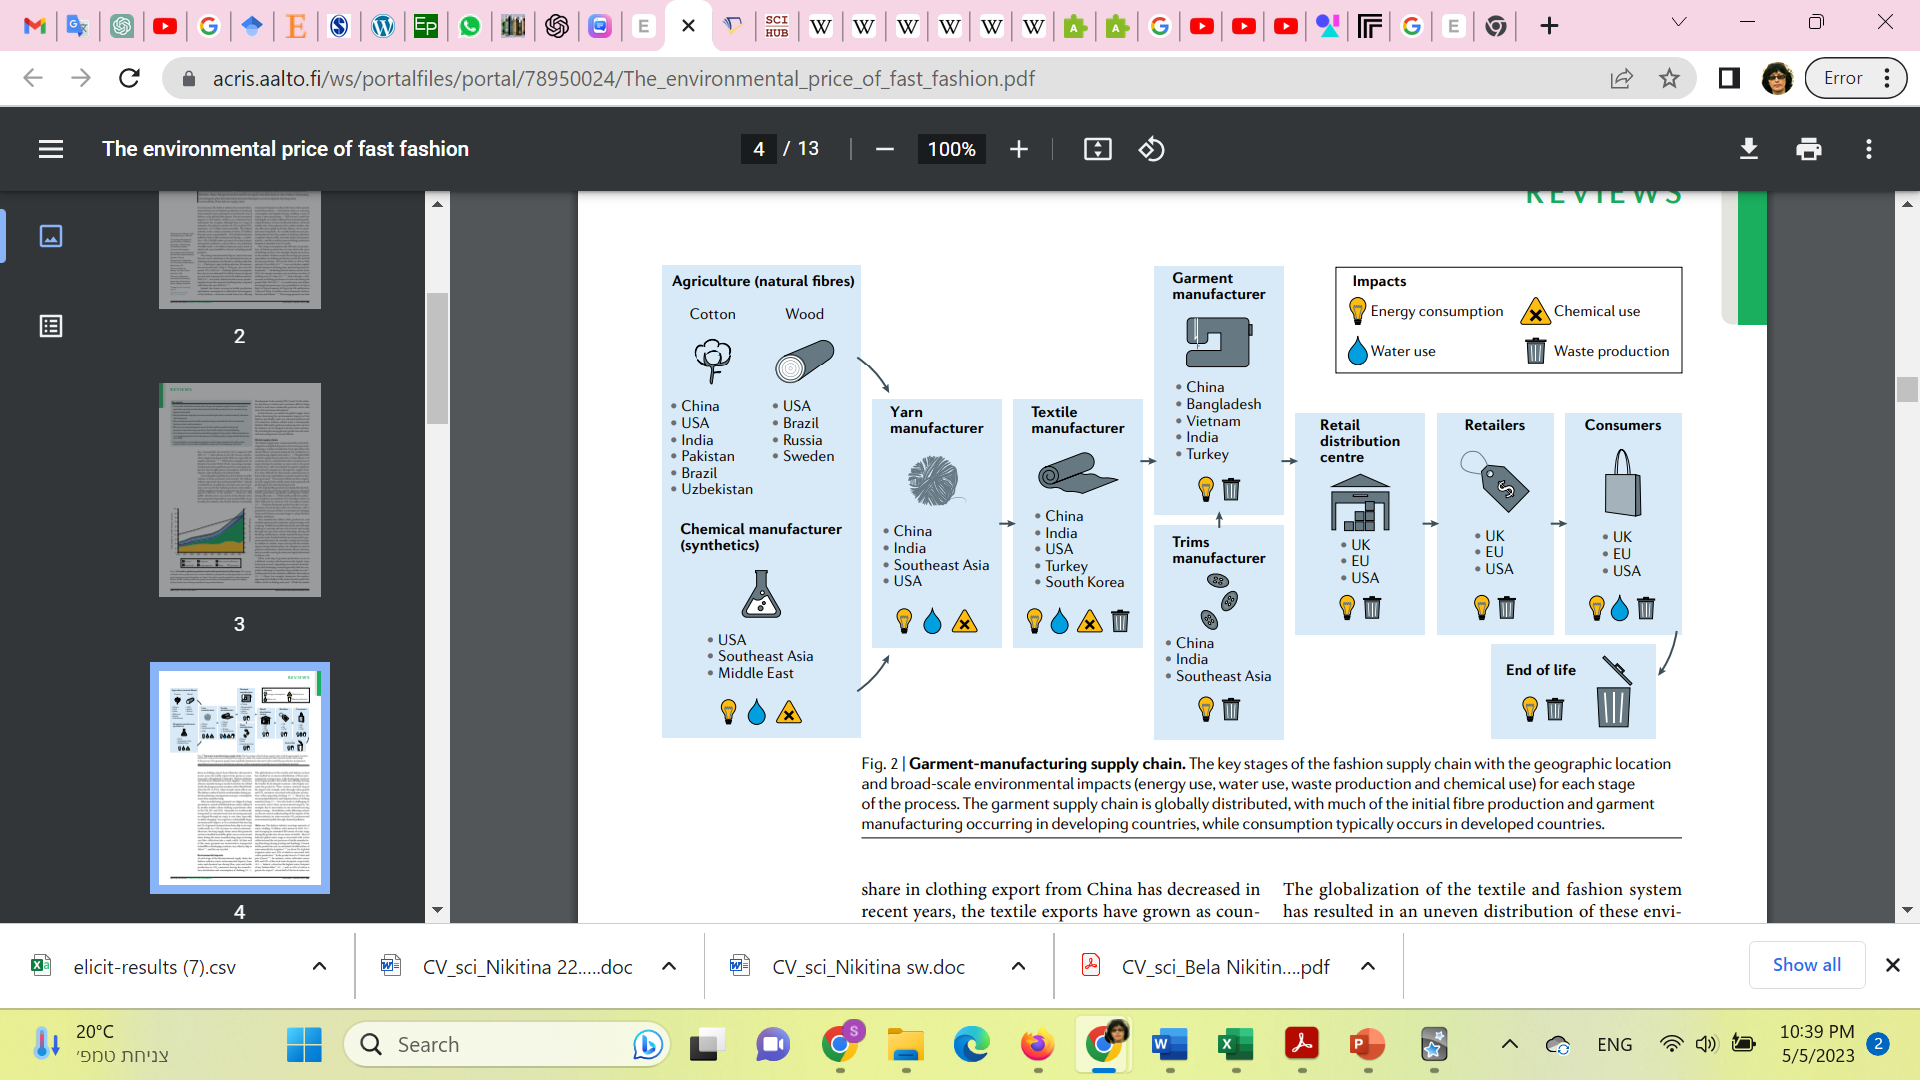 acris.aalto.fi/ws/portalfiles/portal/78950024/The_environmental_price_of_fast_fashion.pdf
Error
The environmental price of fast fashion
4 / 13
100%
2
3
4
REVIEWS
Agriculture (natural fibres)
Cotton
Wood
• China
• USA
• India
• Pakistan
• Brazil
• Uzbekistan
• USA
• Brazil
• Russia
• Sweden
Chemical manufacturer
(synthetics)
• USA
• Southeast Asia
• Middle East
Yarn
manufacturer
• China
• India
• Southeast Asia
• USA
Textile
manufacturer
• China
• India
• USA
• Turkey
• South Korea
Garment
manufacturer
• China
• Bangladesh
• Vietnam
• India
• Turkey
Trims
manufacturer
• China
• India
• Southeast Asia
Impacts
Energy consumption
Chemical use
Water use
Waste production
Retail
distribution
centre
• UK
• EU
• USA
Retailers
• UK
• EU
• USA
Consumers
• UK
• EU
• USA
End of life
Fig. 2 | Garment-manufacturing supply chain. The key stages of the fashion supply chain with the geographic location
and broad-scale environmental impacts (energy use, water use, waste production and chemical use) for each stage
of the process. The garment supply chain is globally distributed, with much of the initial fibre production and garment
manufacturing occurring in developing countries, while consumption typically occurs in developed countries.
share in clothing export from China has decreased in
recent years, the textile exports have grown as coun-
The globalization of the textile and fashion system
has resulted in an uneven distribution of these envi-
elicit-results (7).csv
CV_sci_Nikitina 22.....doc
CV_sci_Nikitina sw.doc
CV_sci_Bela Nikitin....pdf
Show all
20°C
צניחת טמפ'
Search
ENG
10:39 PM
5/5/2023
2